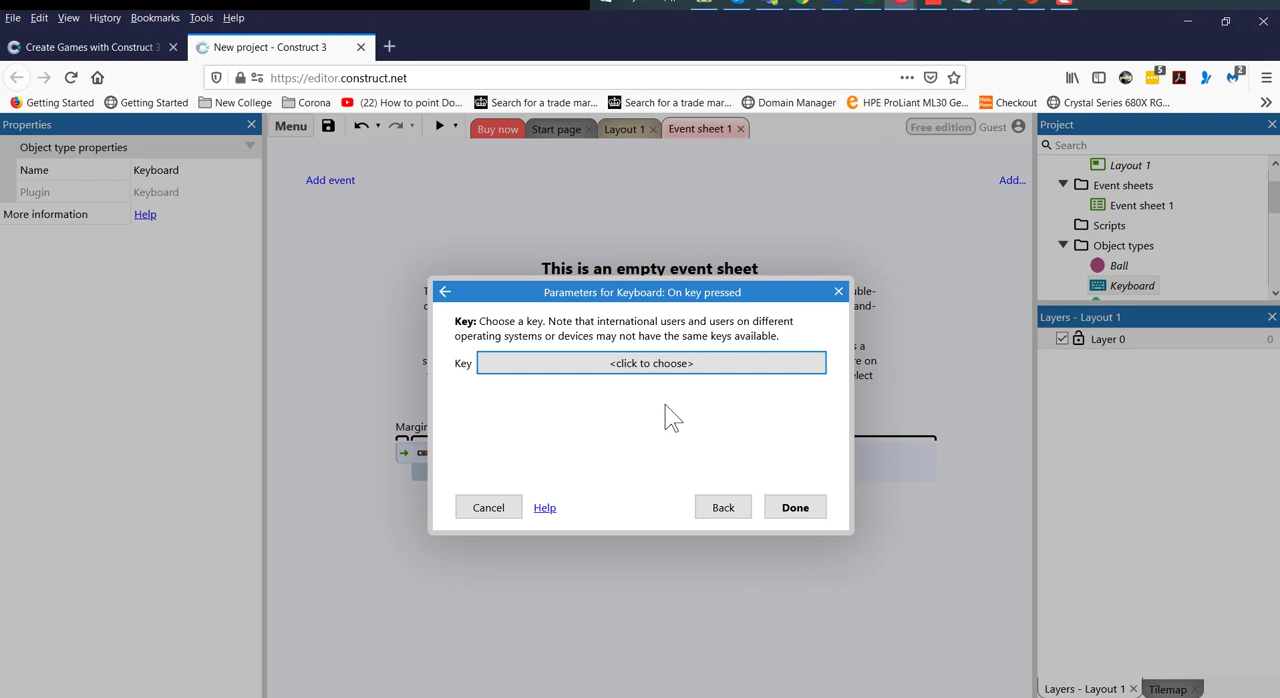 File Edit View History Bookmarks Tools Help
Create Games with Construct 3
New project - Construct 3
https://editor.construct.net
5
2
Getting Started
Getting Started
New College
Corona
(22) How to point Do...
Search for a trade mar...
Search for a trade mar...
Domain Manager
HPE ProLiant ML30 Ge...
Checkout
Crystal Series 680X RG...
Properties
Menu
Buy now
Start page
Layout 1
Event sheet 1
Free edition
Guest
Project
Object type properties
Search
Name Keyboard
Plugin Keyboard
More information Help
Add event
Add...
Layout 1
Event sheets
Event sheet 1
Scripts
Object types
Ball
Keyboard
This is an empty event sheet
Parameters for Keyboard: On key pressed
Key: Choose a key. Note that international users and users on different
operating systems or devices may not have the same keys available.
Key <click to choose>
Cancel
Help
Back
Done
Margin
Layers - Layout 1
Layer 0
0
Layers - Layout 1
Tilemap